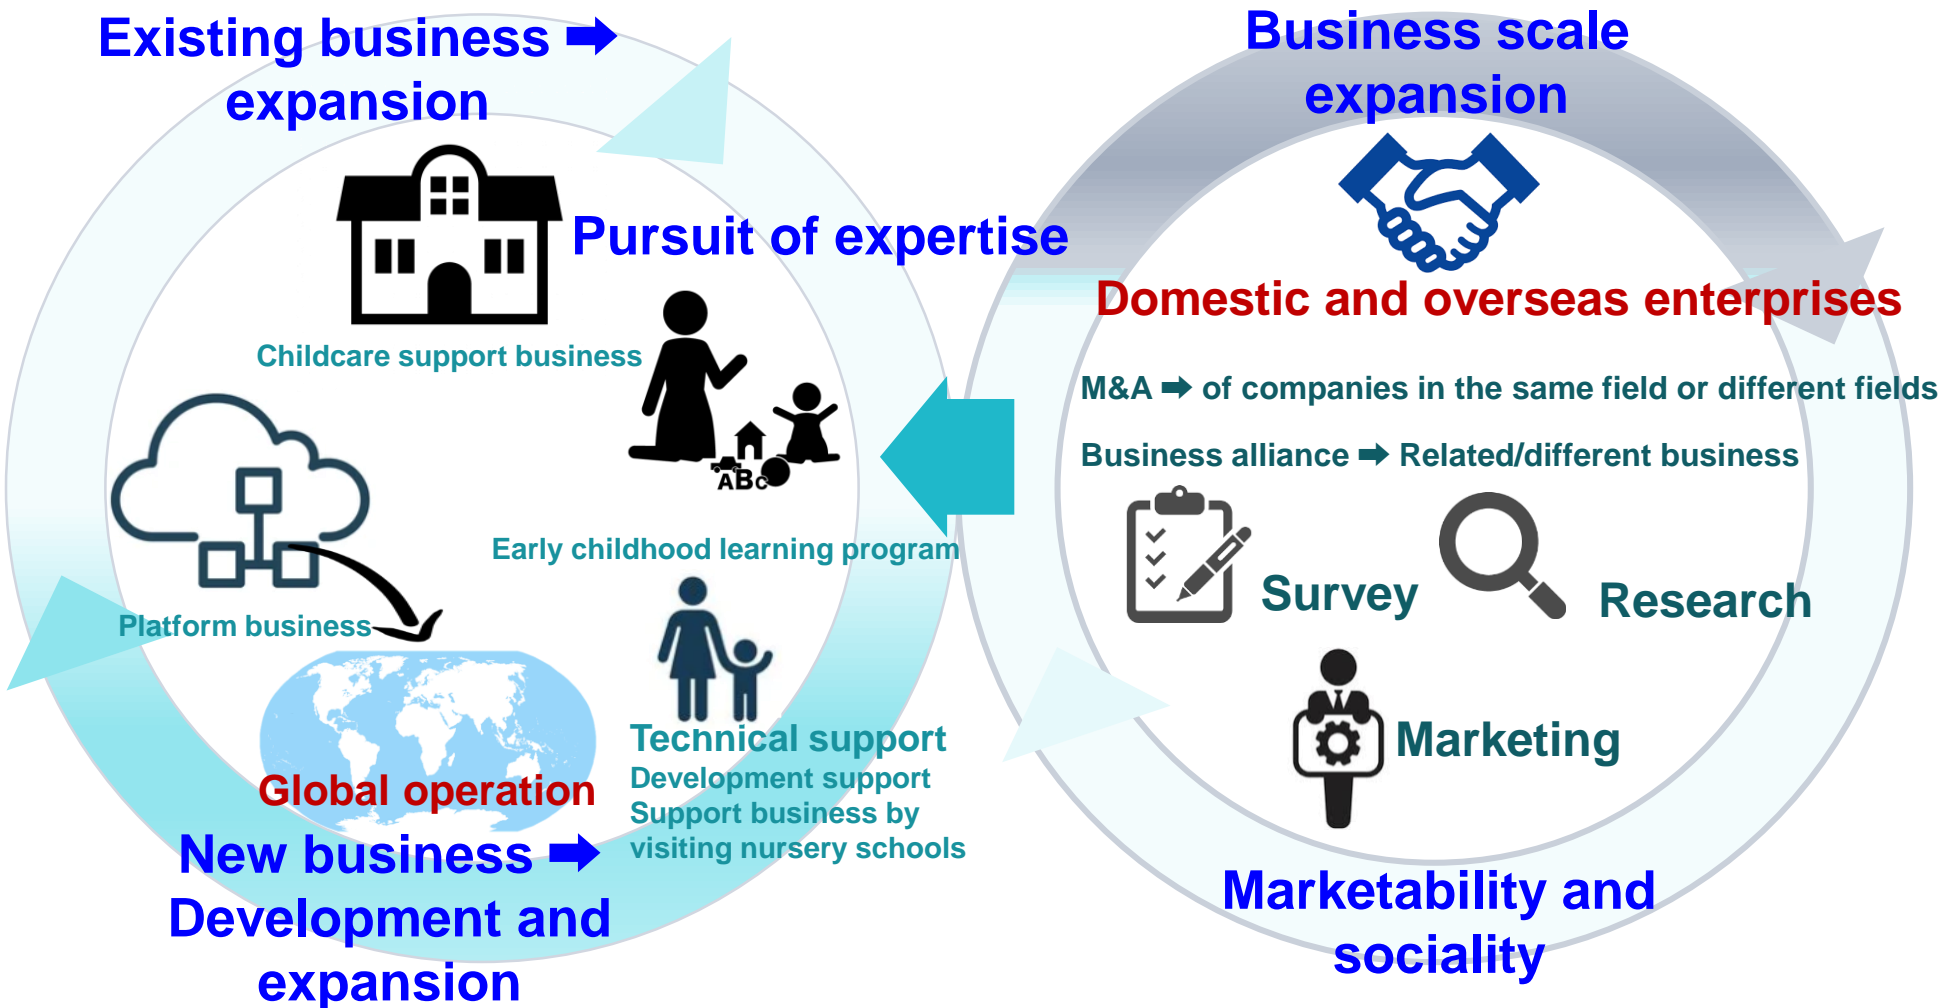 Existing business ➡
expansion
Pursuit of expertise
Childcare support business
ABC
Early childhood learning program
Platform business
Global operation
Technical support
Development support
Support business by
visiting nursery schools
New business ➡
Development and
expansion
Business scale
expansion
Domestic and overseas enterprises
M&A ➡ of companies in the same field or different fields
Business alliance ➡ Related/different business
Survey
Research
Marketing
Marketability and
sociality